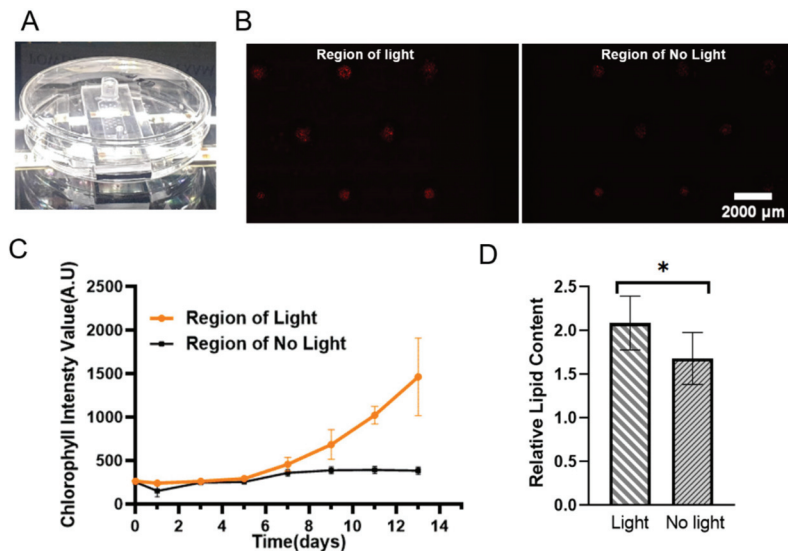 A
B
Region of light
Region of No Light
2000 µm
C
Chlorophyll Intensty Value(A.U)
2500
2000
1500
1000
500
0
Region of Light
Region of No Light
0 2 4 6 8 10 12 14
Time(days)
D
*
Relative Lipid Content
2.5
2.0
1.5
1.0
0.5
0.0
Light No light